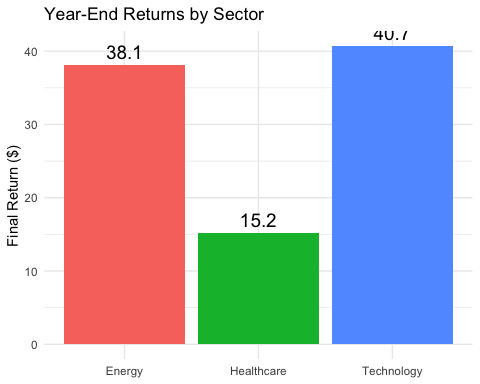 Year-End Returns by Sector
Final Return ($)
40
30
20
10
0
38.1
15.2
40.7
Energy
Healthcare
Technology